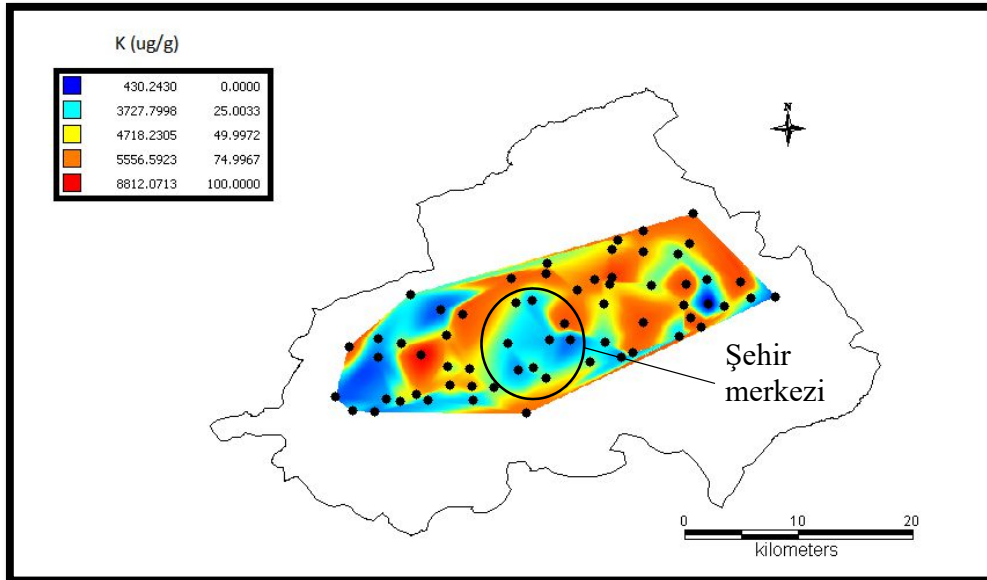 K (ug/g)
430.2430 0.0000
3727.7998 25.0033
4718.2305 49.9972
5556.5923 74.9967
8812.0713 100.0000
N
Şehir
merkezi
0 10 20
kilometers